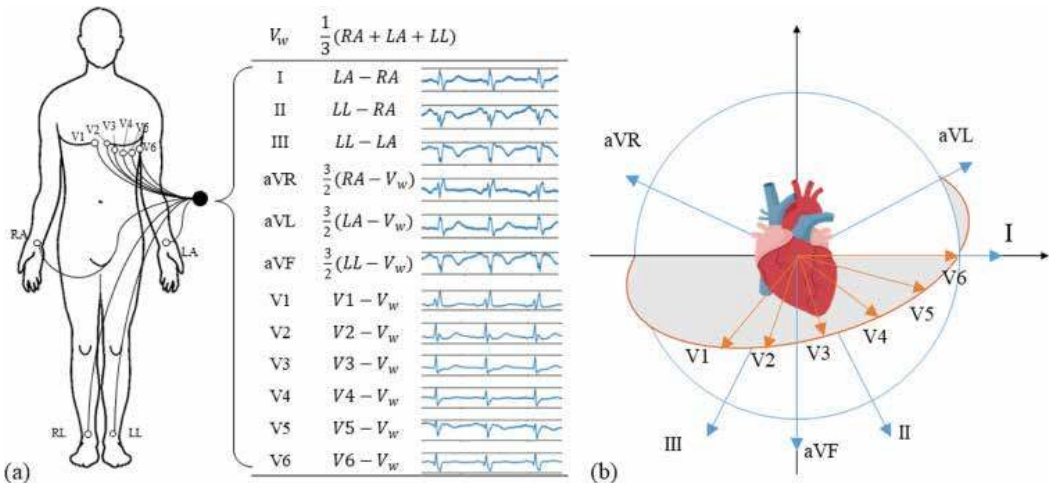 V_w 1/3 (RA + LA + LL)
I LA − RA
II LL − RA
III LL − LA
aVR 3/2 (RA − V_w)
aVL 3/2 (LA − V_w)
aVF 3/2 (LL − V_w)
V1 V1 − V_w
V2 V2 − V_w
V3 V3 − V_w
V4 V4 − V_w
V5 V5 − V_w
V6 V6 − V_w
V1
V2
V3
V4
V5
V6
RA
LA
RL
LL
(a)
aVR
aVL
I
V6
V5
V4
V3
V2
V1
III
aVF
II
(b)